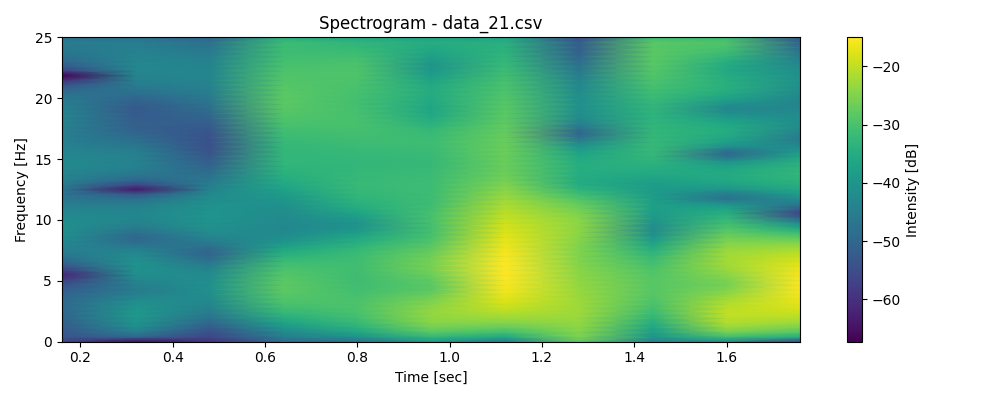 Spectrogram - data_21.csv
Frequency [Hz]
25
20
15
10
5
0
0.2 0.4 0.6 0.8 1.0 1.2 1.4 1.6
Time [sec]
−20
−30
−40
−50
−60
Intensity [dB]